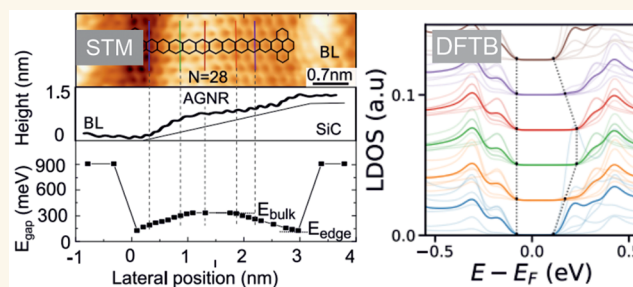 STM
BL
N=28
0.7nm
Height (nm)
1.5
0
BL
AGNR
SiC
E_gap (meV)
900
600
300
0
E_bulk
E_edge
-1 0 1 2 3 4
Lateral position (nm)
DFTB
LDOS (a.u)
0.1
0.0
-0.5 0.0 0.5
E − E_F (eV)